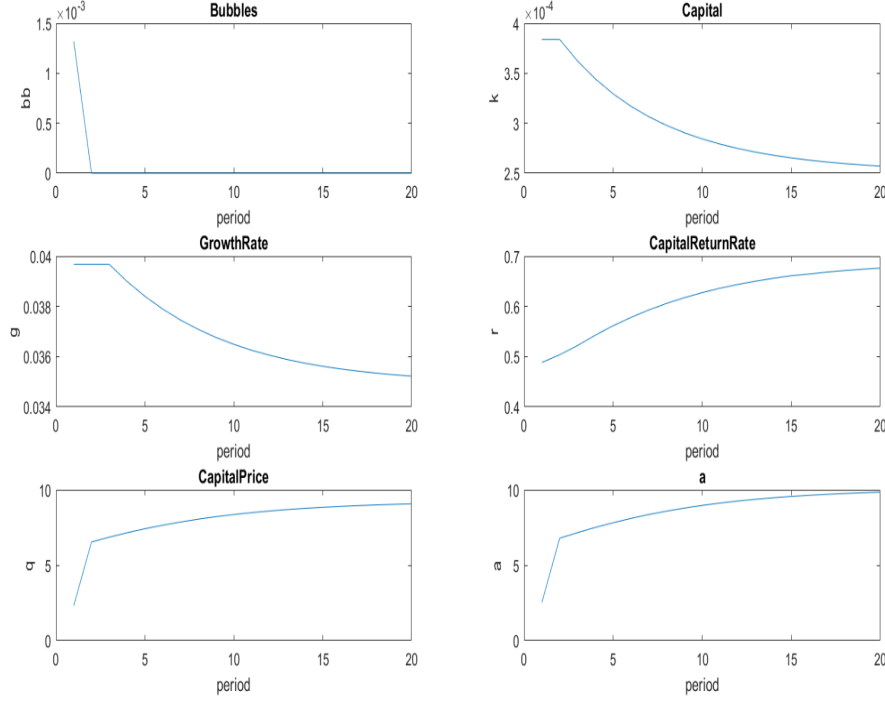 Bubbles
×10^-3
1.5
1
0.5
0
bb
0 5 10 15 20
period
Capital
×10^-4
4
3.5
3
2.5
k
0 5 10 15 20
period
GrowthRate
0.04
0.038
0.036
0.034
g
0 5 10 15 20
period
CapitalReturnRate
0.7
0.6
0.5
0.4
r
0 5 10 15 20
period
CapitalPrice
10
5
0
q
0 5 10 15 20
period
a
10
5
0
a
0 5 10 15 20
period